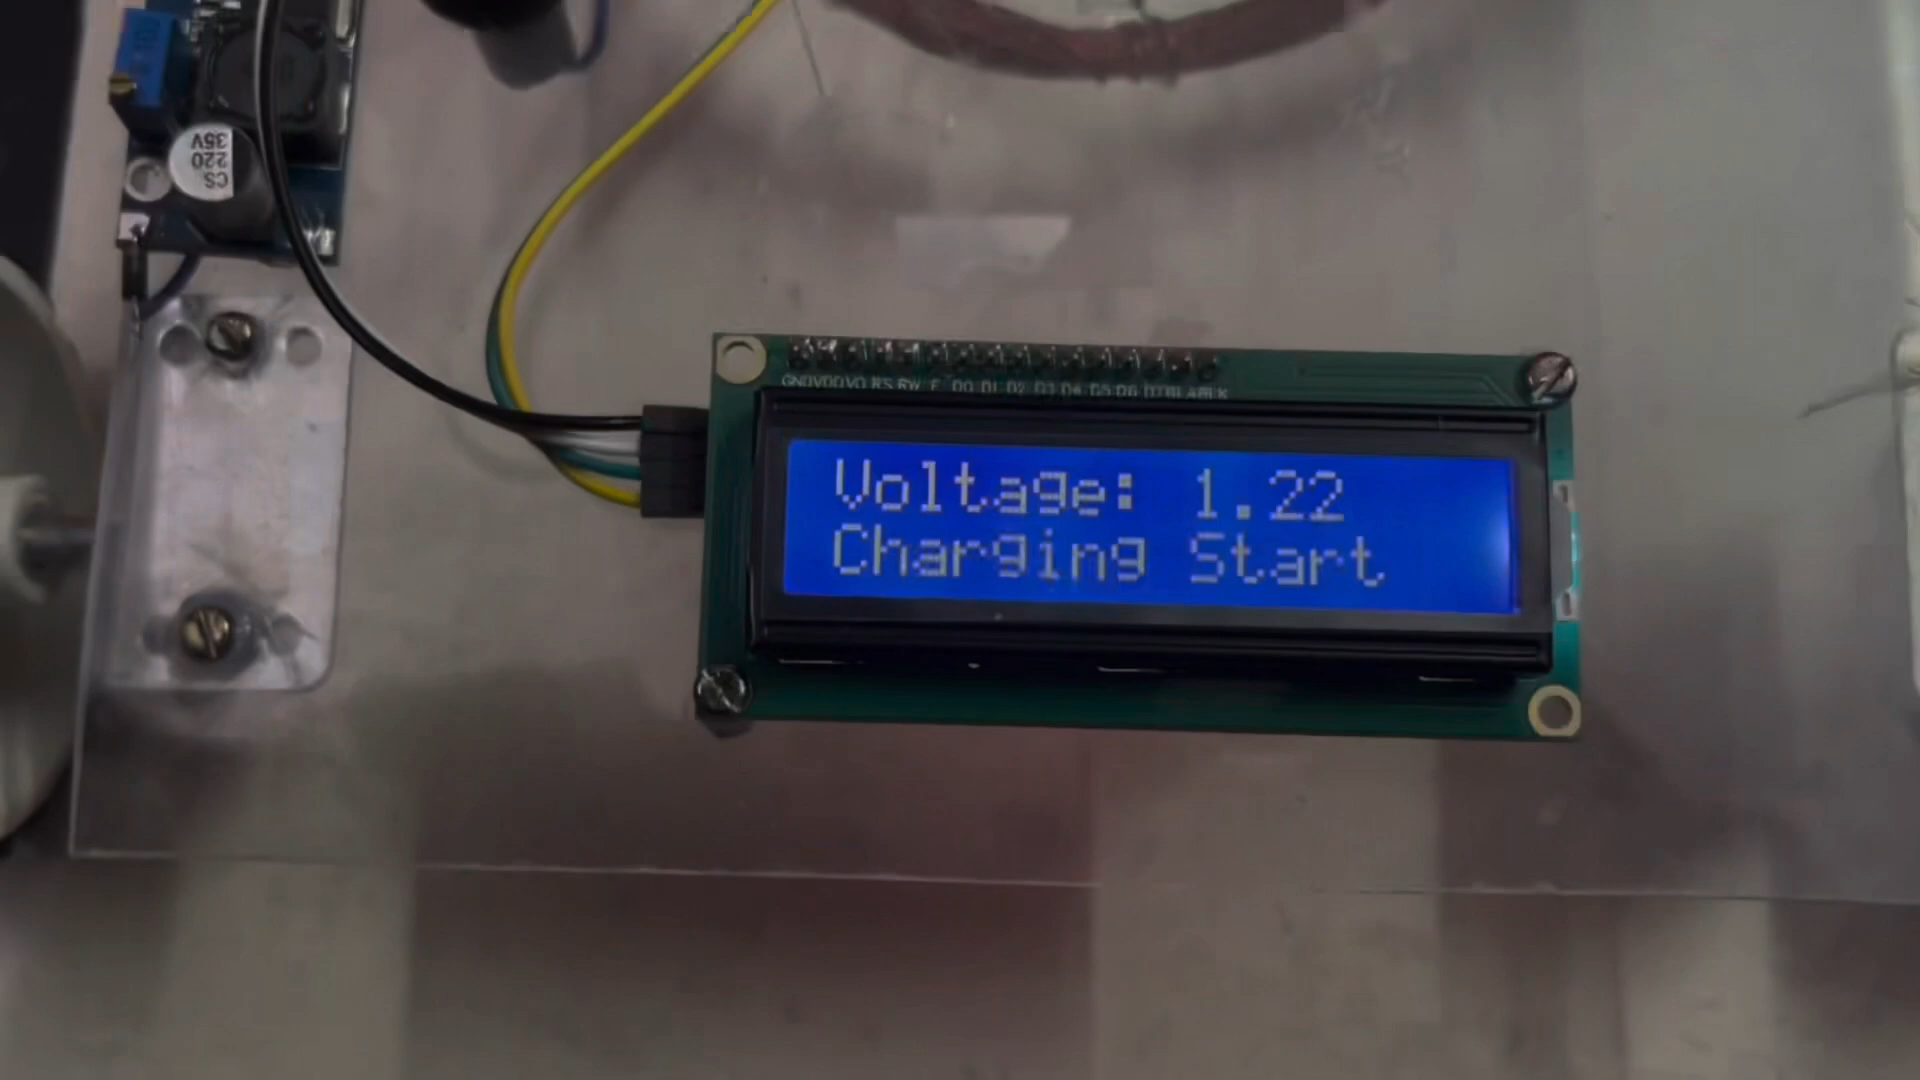 35V
220
CS
GND VDD VO RS RW E D0 D1 D2 D3 D4 D5 D6 D7 BLA BLK
Voltage: 1.22
Charging Start